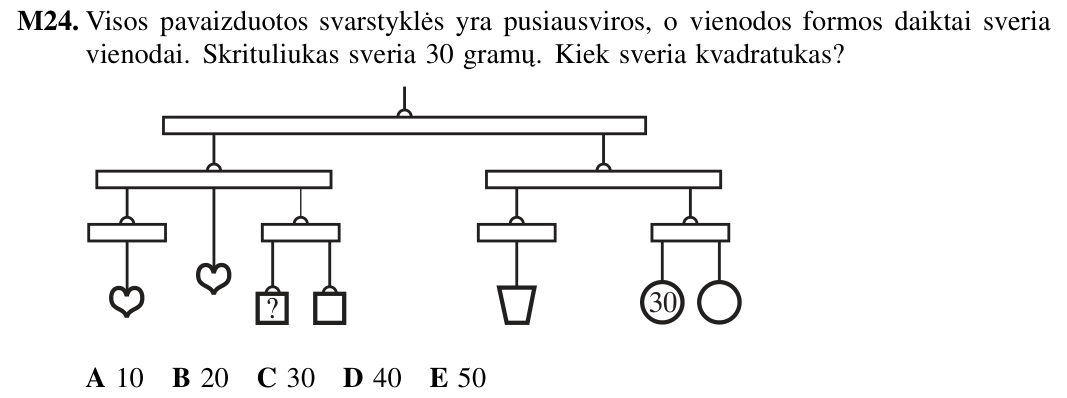 M24. Visos pavaizduotos svarstyklės yra pusiausviros, o vienodos formos daiktai sveria
vienodai. Skrituliukas sveria 30 gramų. Kiek sveria kvadratukas?
? 30
A 10 B 20 C 30 D 40 E 50